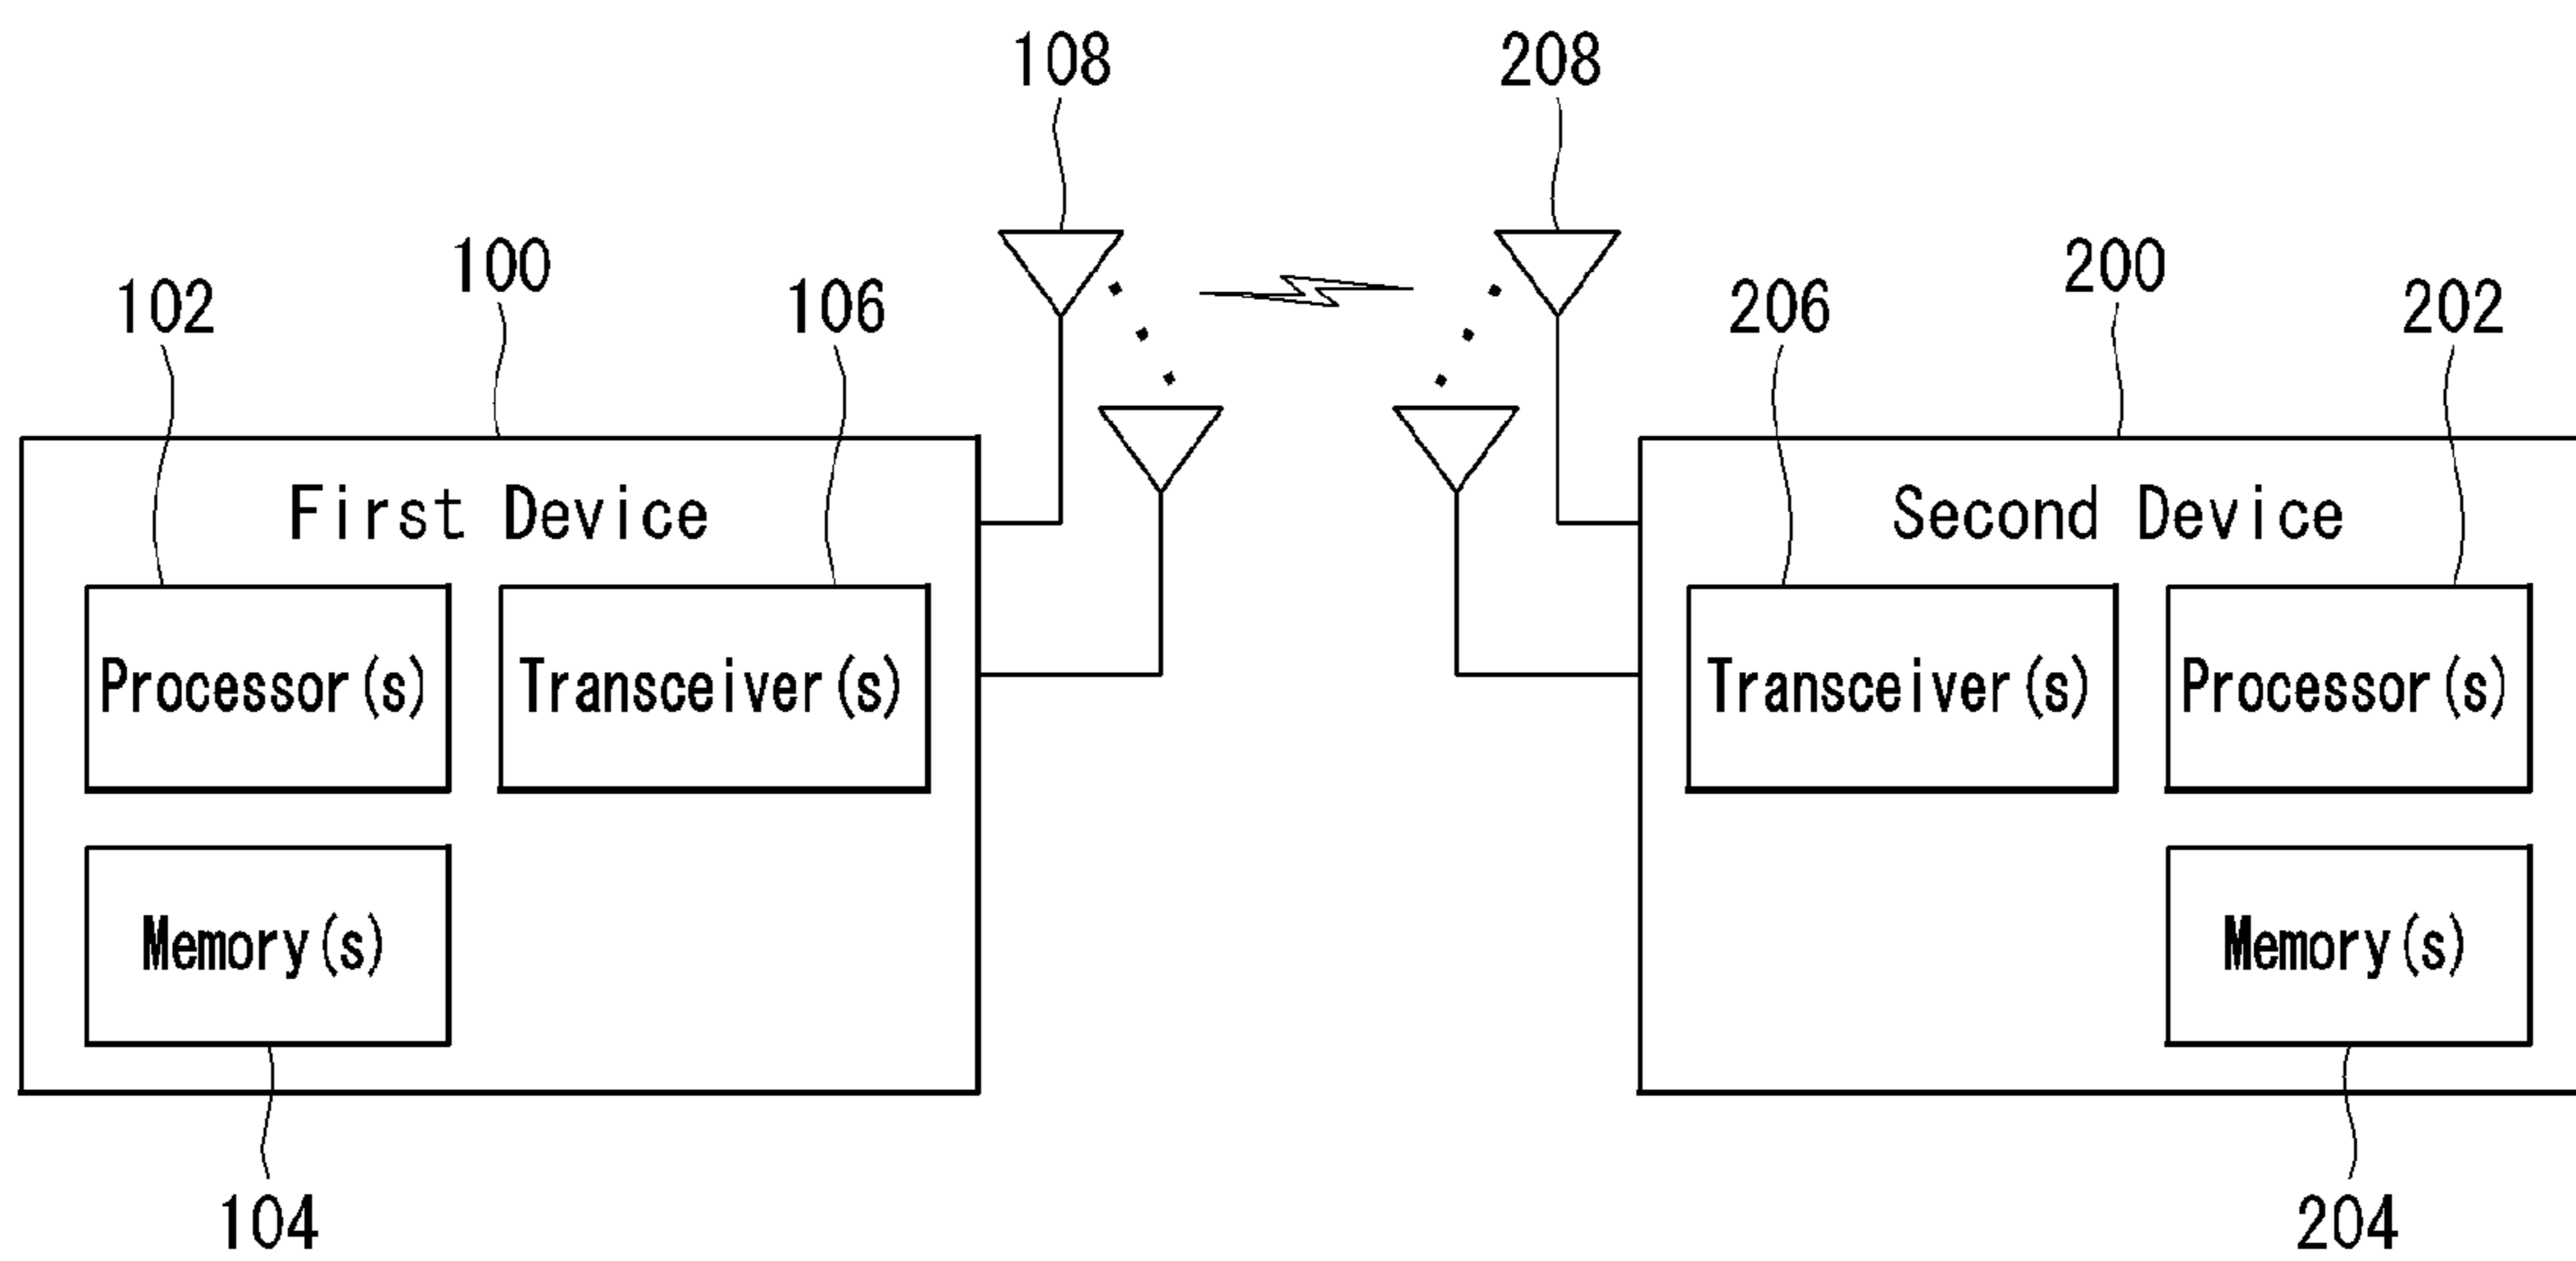 108 208
100 200
102 106 206 202
First Device Second Device
Processor(s) Transceiver(s) Transceiver(s) Processor(s)
Memory(s) Memory(s)
104 204